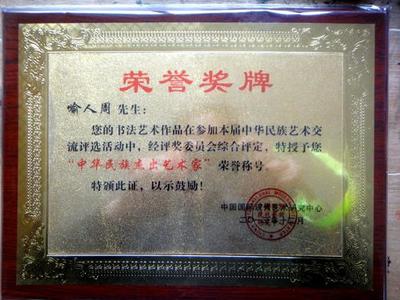 荣誉奖牌
喻人周 先生：
您的书法艺术作品在参加本届中华民族艺术交
流评选活动中，经评奖委员会综合评定，特授予您
“中华民族杰出艺术家” 荣誉称号。
特颁此证，以示鼓励！
中国国际
中心